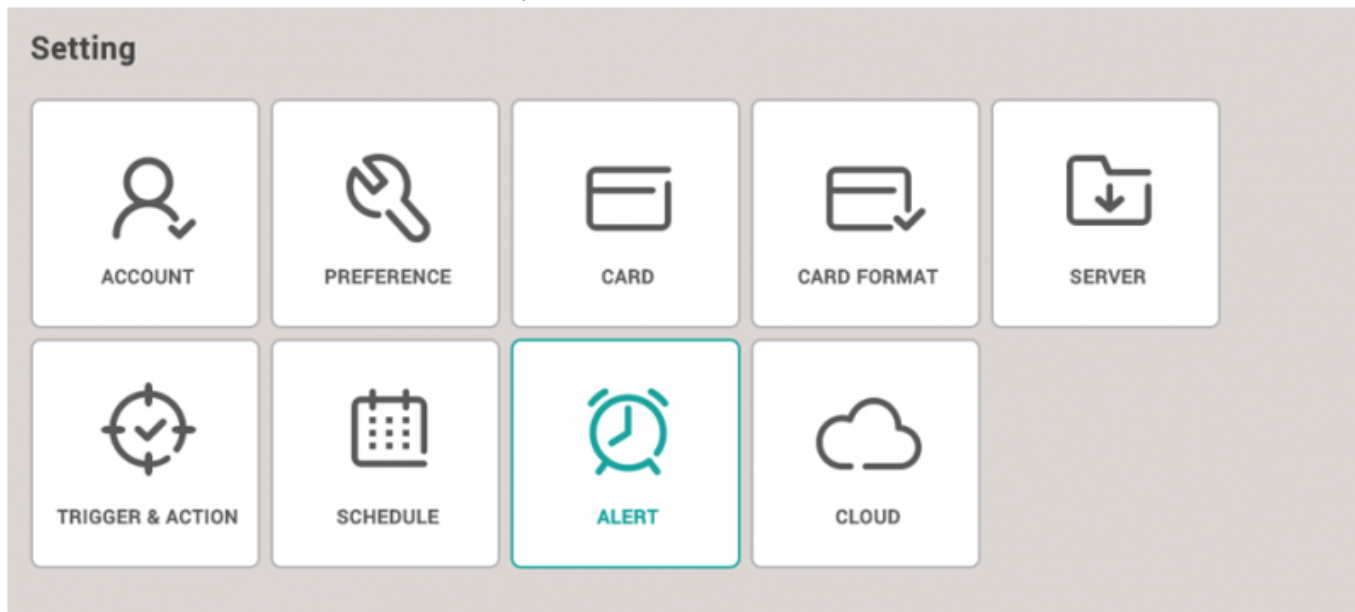 Setting
ACCOUNT
PREFERENCE
CARD
CARD FORMAT
SERVER
TRIGGER & ACTION
SCHEDULE
ALERT
CLOUD